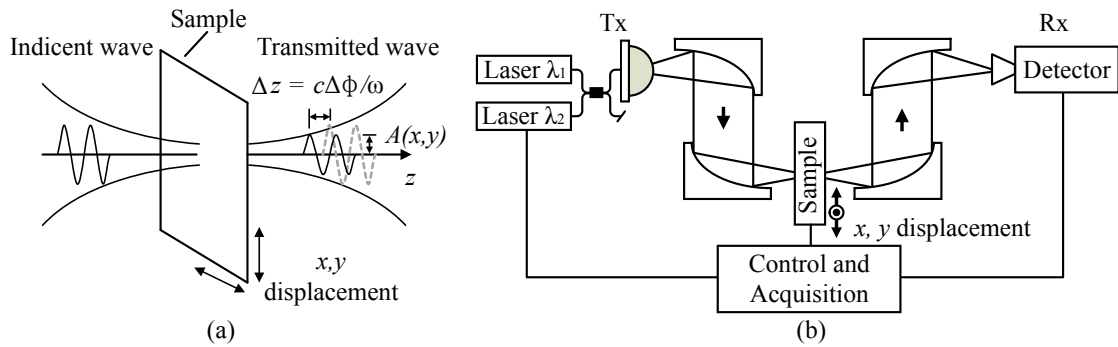 Sample
Indicent wave
Transmitted wave
Δz = cΔϕ/ω
A(x,y)
z
x,y
displacement
(a)
Tx
Rx
Laser λ1
Laser λ2
Detector
Sample
x, y displacement
Control and
Acquisition
(b)